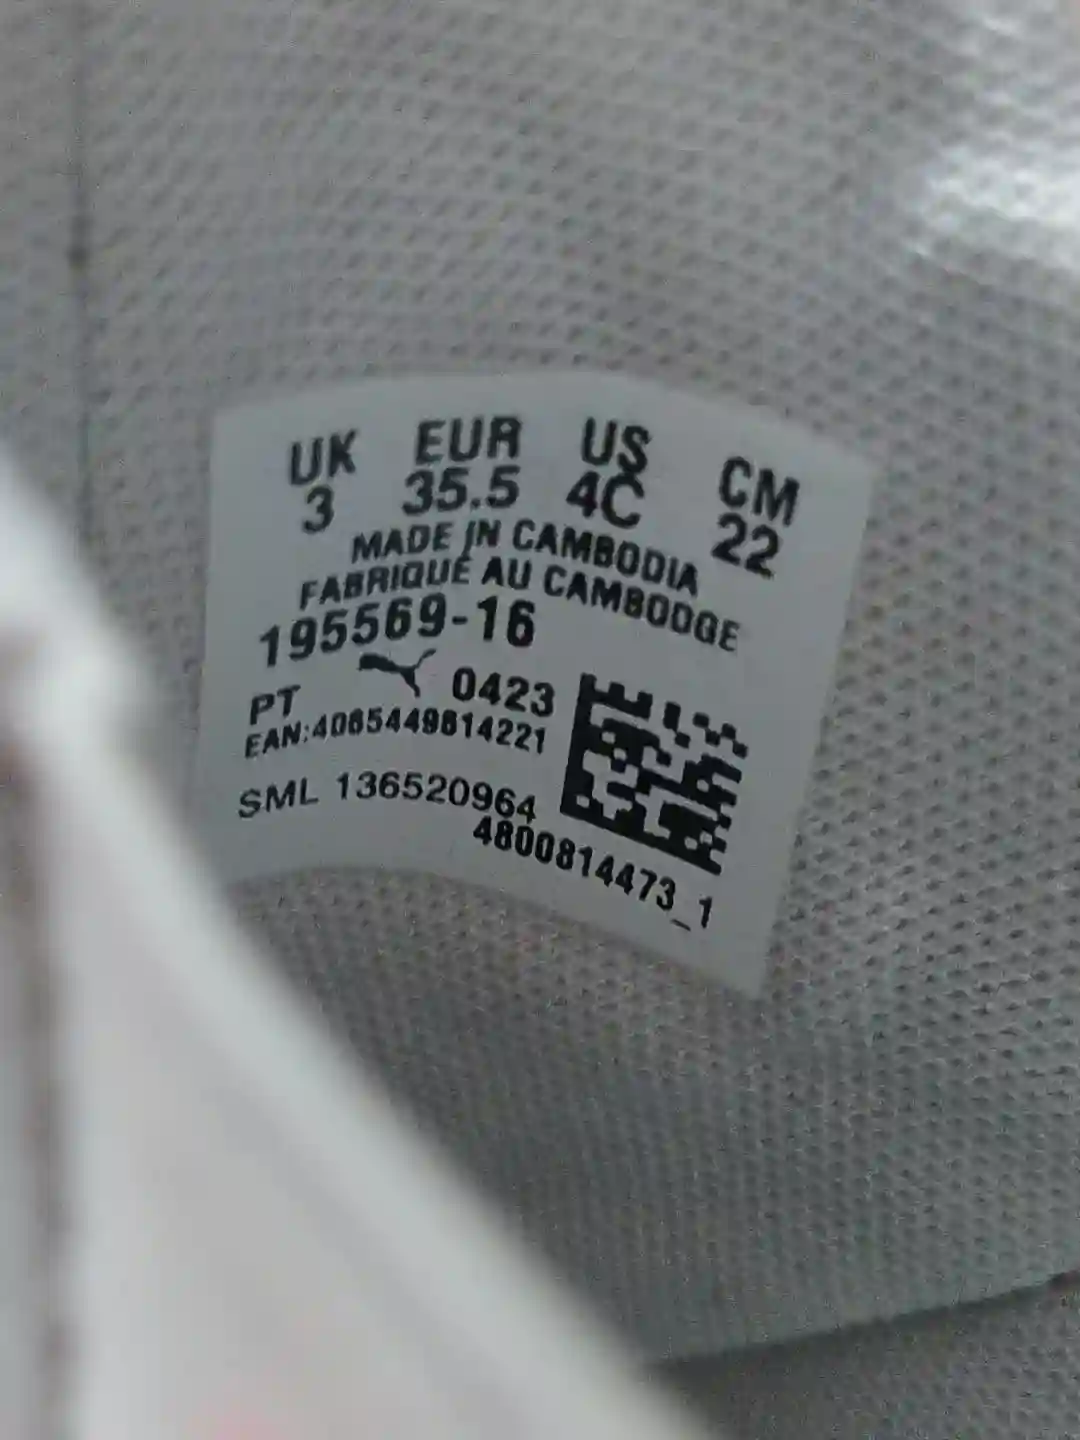 UK EUR US CM
3 35.5 4C 22
MADE IN CAMBODIA
FABRIQUÉ AU CAMBODGE
195569-16
PT 0423
EAN:4065449614221
SML 136520964
4800814473_1